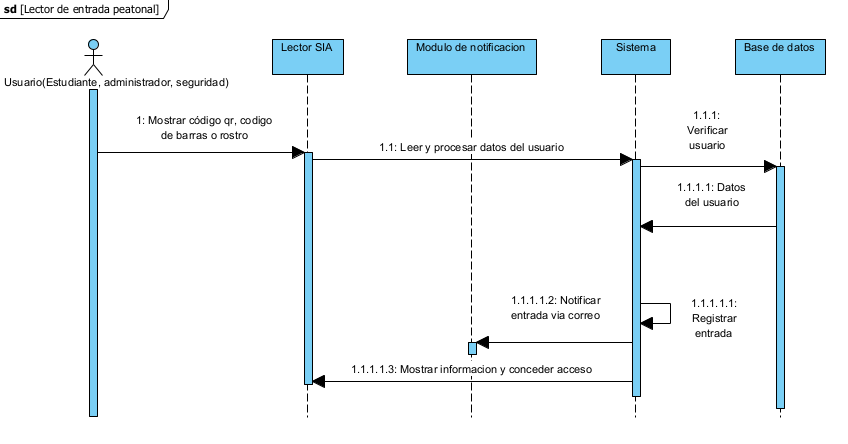 sd [Lector de entrada peatonal]
Lector SIA
Modulo de notificacion
Sistema
Base de datos
Usuario(Estudiante, administrador, seguridad)
1: Mostrar código qr, codigo
de barras o rostro
1.1: Leer y procesar datos del usuario
1.1.1:
Verificar
usuario
1.1.1.1: Datos
del usuario
1.1.1.1.1:
Registrar
entrada
1.1.1.1.2: Notificar
entrada via correo
1.1.1.1.3: Mostrar informacion y conceder acceso